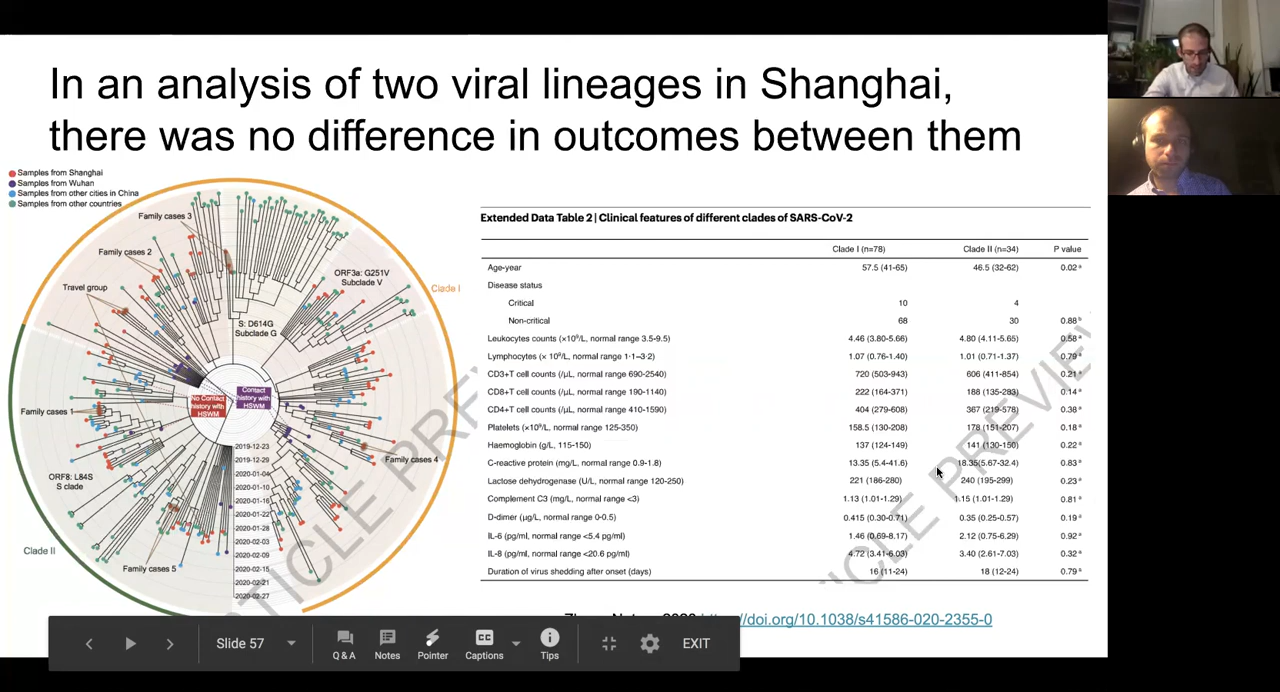 In an analysis of two viral lineages in Shanghai,
there was no difference in outcomes between them
Samples from Shanghai
Samples from Wuhan
Samples from other cities in China
Samples from other countries
Family cases 3
Family cases 2
Travel group
ORF3a: G251V
Subclade V
Clade I
S: D614G
Subclade G
No Contact
history with
HSWM
Contact
history with
HSWM
Family cases 1
Family cases 4
ORF8: L84S
S clade
Clade II
Family cases 5
2019-12-23
2019-12-29
2020-01-04
2020-01-10
2020-01-16
2020-01-22
2020-01-28
2020-02-03
2020-02-09
2020-02-15
2020-02-21
2020-02-27
Extended Data Table 2 | Clinical features of different clades of SARS-CoV-2
Clade I (n=78) Clade II (n=34) P value
Age-year 57.5 (41-65) 46.5 (32-62) 0.02 a
Disease status
Critical 10 4
Non-critical 68 30 0.88 b
Leukocytes counts (×10⁹/L, normal range 3.5-9.5) 4.46 (3.80-5.66) 4.80 (4.11-5.65) 0.58 a
Lymphocytes (× 10⁹/L, normal range 1·1–3·2) 1.07 (0.76-1.40) 1.01 (0.71-1.37) 0.79 a
CD3+T cell counts (/μL, normal range 690-2540) 720 (503-943) 606 (411-854) 0.21 a
CD8+T cell counts (/μL, normal range 190-1140) 222 (164-371) 188 (135-283) 0.14 a
CD4+T cell counts (/μL, normal range 410-1590) 404 (279-608) 367 (219-578) 0.38 a
Platelets (×10⁹/L, normal range 125-350) 158.5 (130-208) 178 (151-207) 0.18 a
Haemoglobin (g/L, 115-150) 137 (124-149) 141 (130-150) 0.22 a
C-reactive protein (mg/L, normal range 0.9-1.8) 13.35 (5.4-41.6) 18.35(5.67-32.4) 0.83 a
Lactose dehydrogenase (U/L, normal range 120-250) 221 (186-280) 240 (195-299) 0.23 a
Complement C3 (mg/L, normal range <3) 1.13 (1.01-1.29) 1.15 (1.01-1.29) 0.81 a
D-dimer (μg/L, normal range 0-0.5) 0.415 (0.30-0.71) 0.35 (0.25-0.57) 0.19 a
IL-6 (pg/ml, normal range <5.4 pg/ml) 1.46 (0.69-8.17) 2.12 (0.75-6.29) 0.92 a
IL-8 (pg/ml, normal range <20.6 pg/ml) 4.72 (3.41-6.03) 3.40 (2.61-7.03) 0.32 a
Duration of virus shedding after onset (days) 16 (11-24) 18 (12-24) 0.79 a
/doi.org/10.1038/s41586-020-2355-0
Slide 57
Q & A
Notes
Pointer
CC
Captions
Tips
EXIT